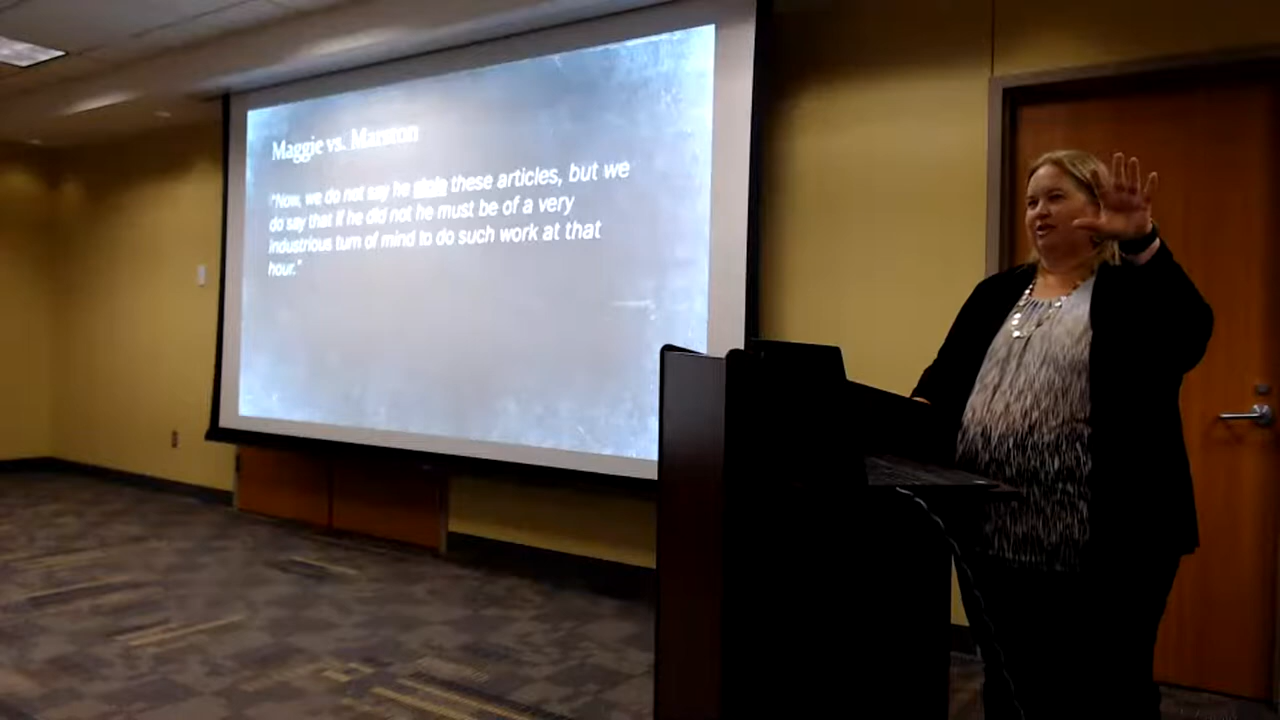 Maggie vs. Marston
"Now, we do not say he stole these articles, but we
do say that if he did not he must be of a very
industrious turn of mind to do such work at that
hour."